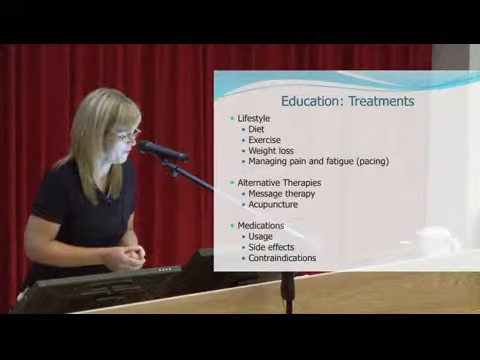 Education: Treatments
• Lifestyle
• Diet
• Exercise
• Weight loss
• Managing pain and fatigue (pacing)
• Alternative Therapies
• Message therapy
• Acupuncture
• Medications
• Usage
• Side effects
• Contraindications